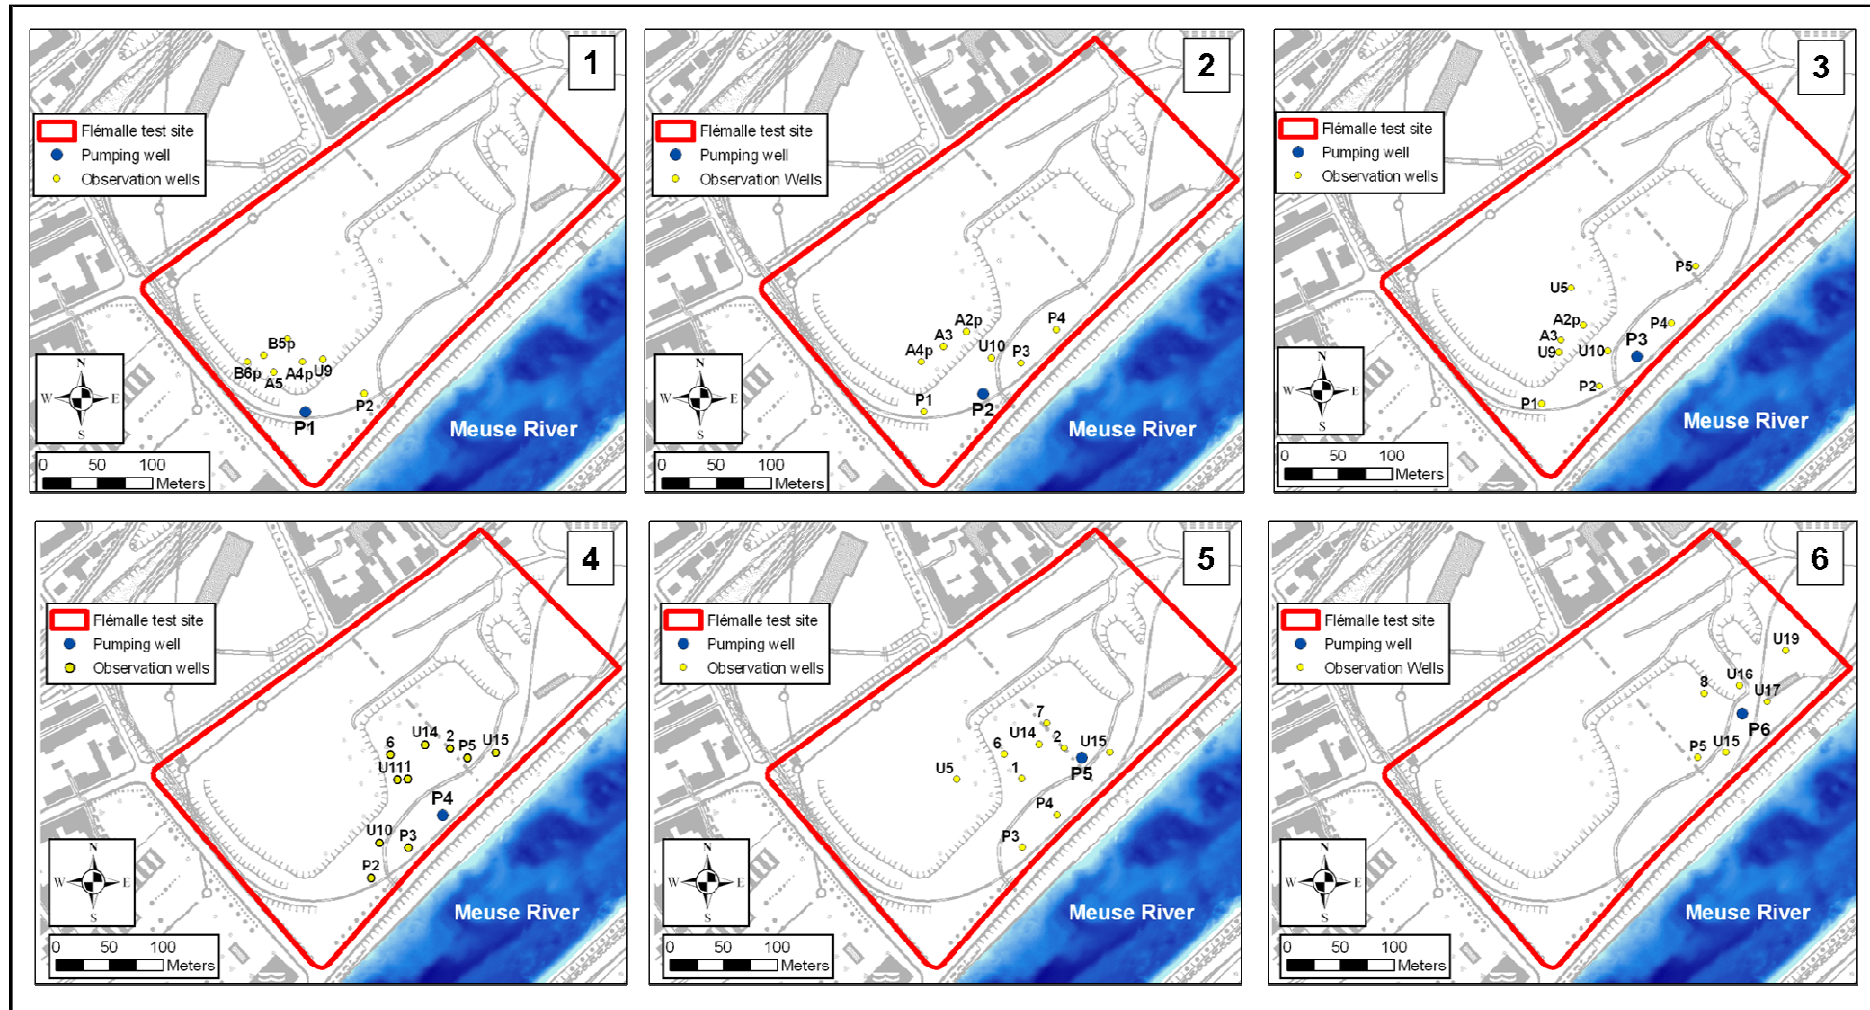 1
Flémalle test site
Pumping well
Observation wells
B5p
B6p
A5
A4p
U9
P2
P1
N
W
E
S
Meuse River
0 50 100
Meters
2
Flémalle test site
Pumping well
Observation Wells
A2p
A3
A4p
U10
P4
P3
P1
P2
N
W
E
S
Meuse River
0 50 100
Meters
3
Flémalle test site
Pumping well
Observation wells
P5
U5
A2p
A3
U9
U10
P4
P3
P2
P1
N
W
E
S
Meuse River
0 50 100
Meters
4
Flémalle test site
Pumping well
Observation wells
6
U14
2
P5
U15
U11
1
P4
U10
P3
P2
N
W
E
S
Meuse River
0 50 100
Meters
5
Flémalle test site
Pumping well
Observation wells
7
U14
2
6
U15
U5
1
P5
P4
P3
N
W
E
S
Meuse River
0 50 100
Meters
6
Flémalle test site
Pumping well
Observation Wells
U19
U16
8
U17
P6
P5
U15
N
W
E
S
Meuse River
0 50 100
Meters